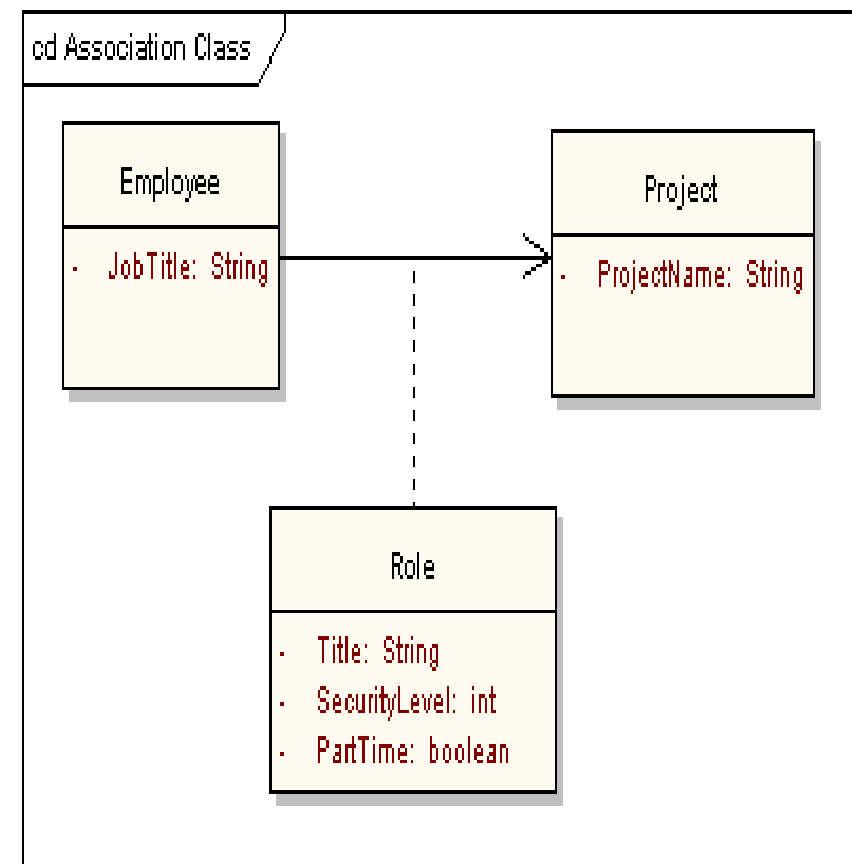 cd Association Class
Employee
- JobTitle: String
Project
- ProjectName: String
Role
- Title: String
- SecurityLevel: int
- PartTime: boolean